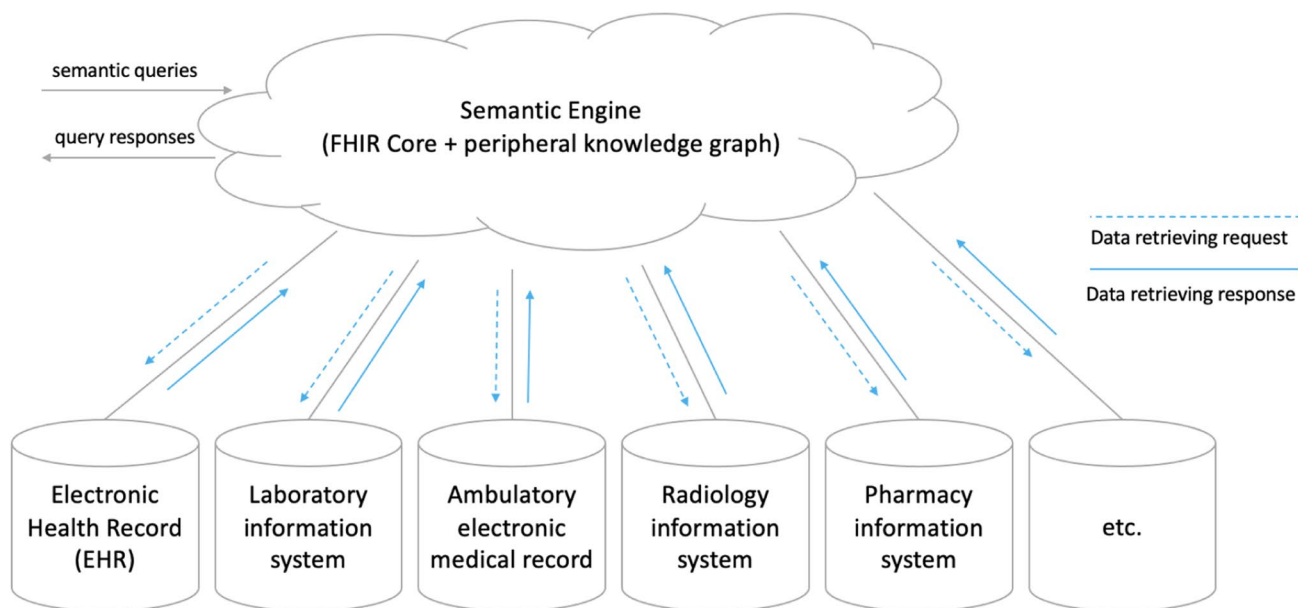 semantic queries
query responses
Semantic Engine
(FHIR Core + peripheral knowledge graph)
Data retrieving request
Data retrieving response
Electronic
Health Record
(EHR)
Laboratory
information
system
Ambulatory
electronic
medical record
Radiology
information
system
Pharmacy
information
system
etc.